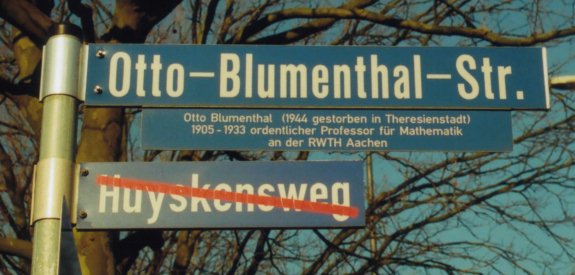 Otto-Blumenthal-Str.
Otto Blumenthal (1944 gestorben in Theresienstadt)
1905-1933 ordentlicher Professor für Mathematik
an der RWTH Aachen
Huyskensweg